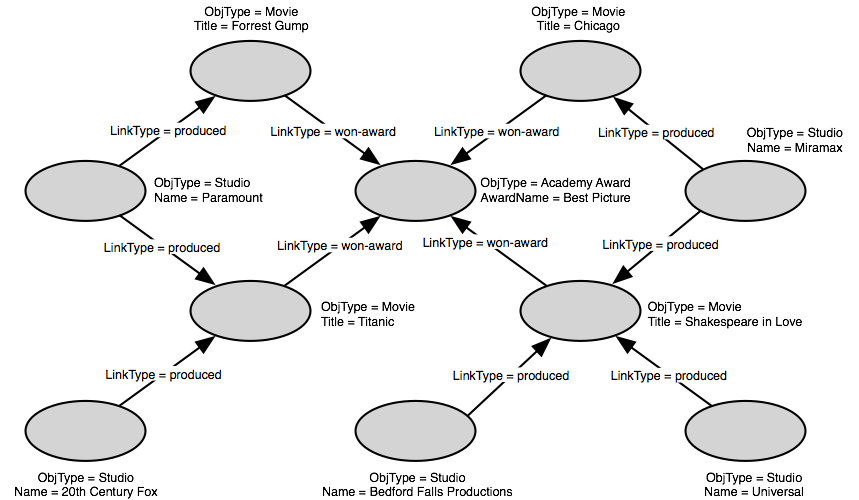 ObjType = Movie
Title = Forrest Gump
ObjType = Movie
Title = Chicago
LinkType = produced
LinkType = won-award
LinkType = won-award
LinkType = produced
ObjType = Studio
Name = Miramax
ObjType = Studio
Name = Paramount
ObjType = Academy Award
AwardName = Best Picture
LinkType = produced
LinkType = won-award
LinkType = won-award
LinkType = produced
ObjType = Movie
Title = Titanic
ObjType = Movie
Title = Shakespeare in Love
LinkType = produced
LinkType = produced
LinkType = produced
ObjType = Studio
Name = 20th Century Fox
ObjType = Studio
Name = Bedford Falls Productions
ObjType = Studio
Name = Universal